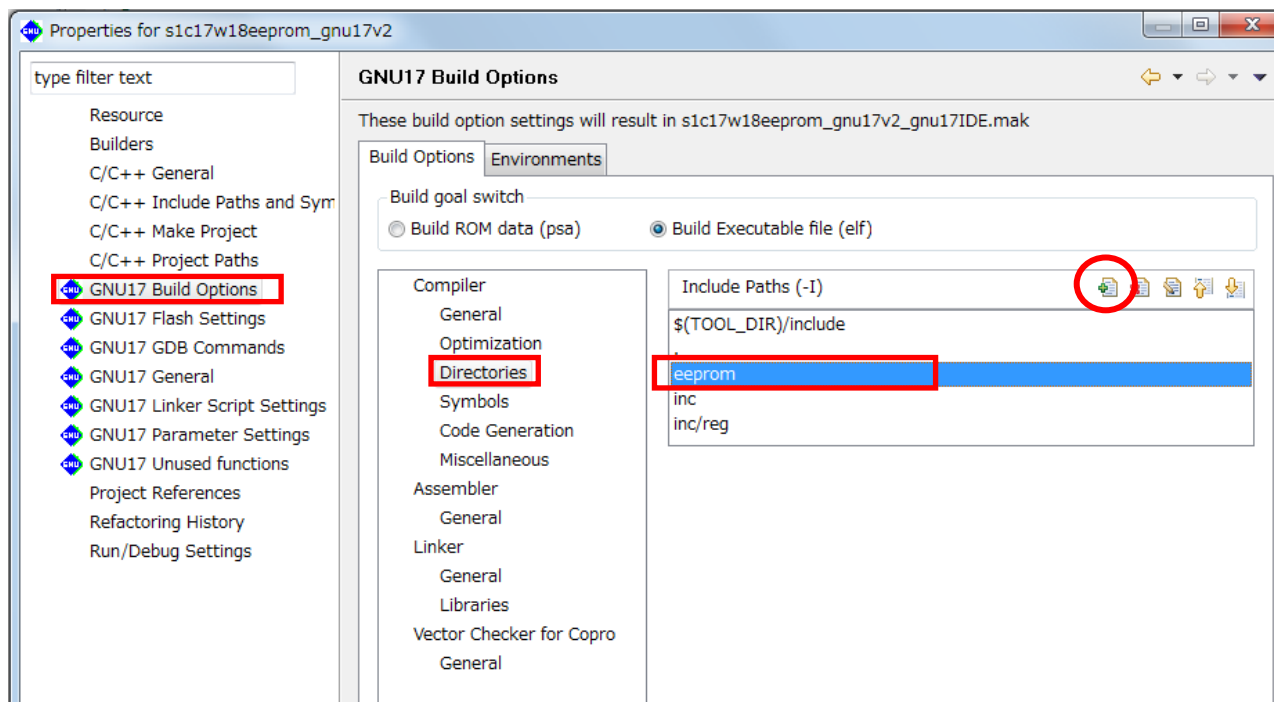 Properties for s1c17w18eeprom_gnu17v2
type filter text
Resource
Builders
C/C++ General
C/C++ Include Paths and Sym
C/C++ Make Project
C/C++ Project Paths
GNU17 Build Options
GNU17 Flash Settings
GNU17 GDB Commands
GNU17 General
GNU17 Linker Script Settings
GNU17 Parameter Settings
GNU17 Unused functions
Project References
Refactoring History
Run/Debug Settings
GNU17 Build Options
These build option settings will result in s1c17w18eeprom_gnu17v2_gnu17IDE.mak
Build Options
Environments
Build goal switch
Build ROM data (psa)
Build Executable file (elf)
Compiler
General
Optimization
Directories
Symbols
Code Generation
Miscellaneous
Assembler
General
Linker
General
Libraries
Vector Checker for Copro
General
Include Paths (-I)
$(TOOL_DIR)/include
.
eeprom
inc
inc/reg